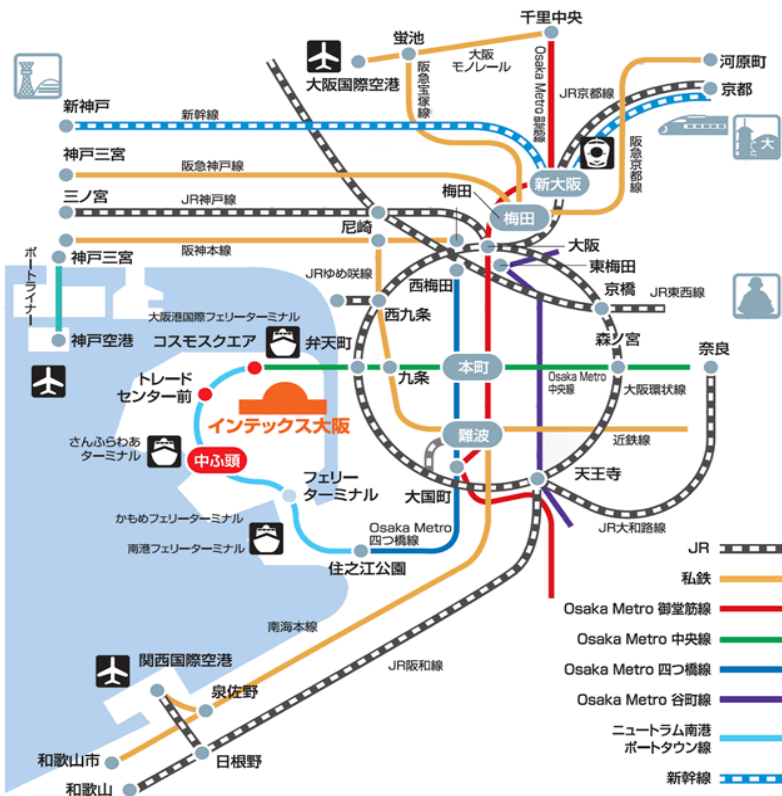 千里中央
蛍池
大阪国際空港
大阪
モノレール
Osaka Metro 御堂筋線
阪急宝塚線
河原町
JR京都線
京都
新神戸
新幹線
阪急京都線
大
神戸三宮
阪急神戸線
新大阪
梅田
三ノ宮
JR神戸線
梅田
尼崎
大阪
阪神本線
神戸三宮
東梅田
西梅田
京橋
ポートライナー
JRゆめ咲線
JR東西線
西九条
大阪港国際フェリーターミナル
コスモスクエア
弁天町
森ノ宮
奈良
神戸空港
九条
本町
Osaka Metro
中央線
大阪環状線
トレード
センター前
インテックス大阪
難波
近鉄線
さんふらわあ
ターミナル
中ふ頭
フェリー
ターミナル
大国町
天王寺
かもめフェリーターミナル
Osaka Metro
四つ橋線
JR大和路線
南港フェリーターミナル
住之江公園
JR
私鉄
Osaka Metro 御堂筋線
南海本線
Osaka Metro 中央線
関西国際空港
JR阪和線
Osaka Metro 四つ橋線
泉佐野
Osaka Metro 谷町線
ニュートラム南港
ポートタウン線
和歌山市
日根野
新幹線
和歌山